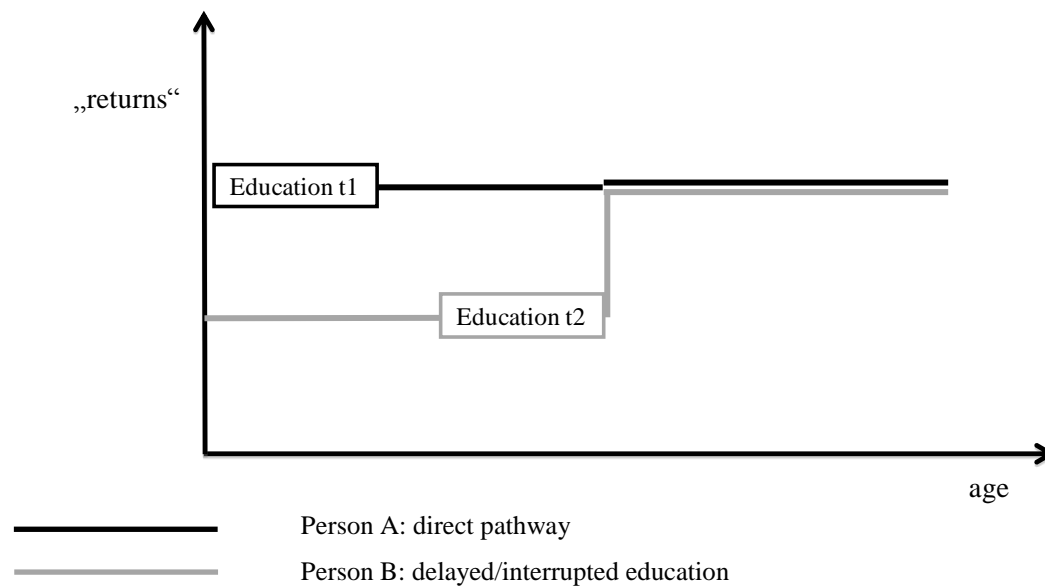 „returns“
Education t1
Education t2
age
Person A: direct pathway
Person B: delayed/interrupted education